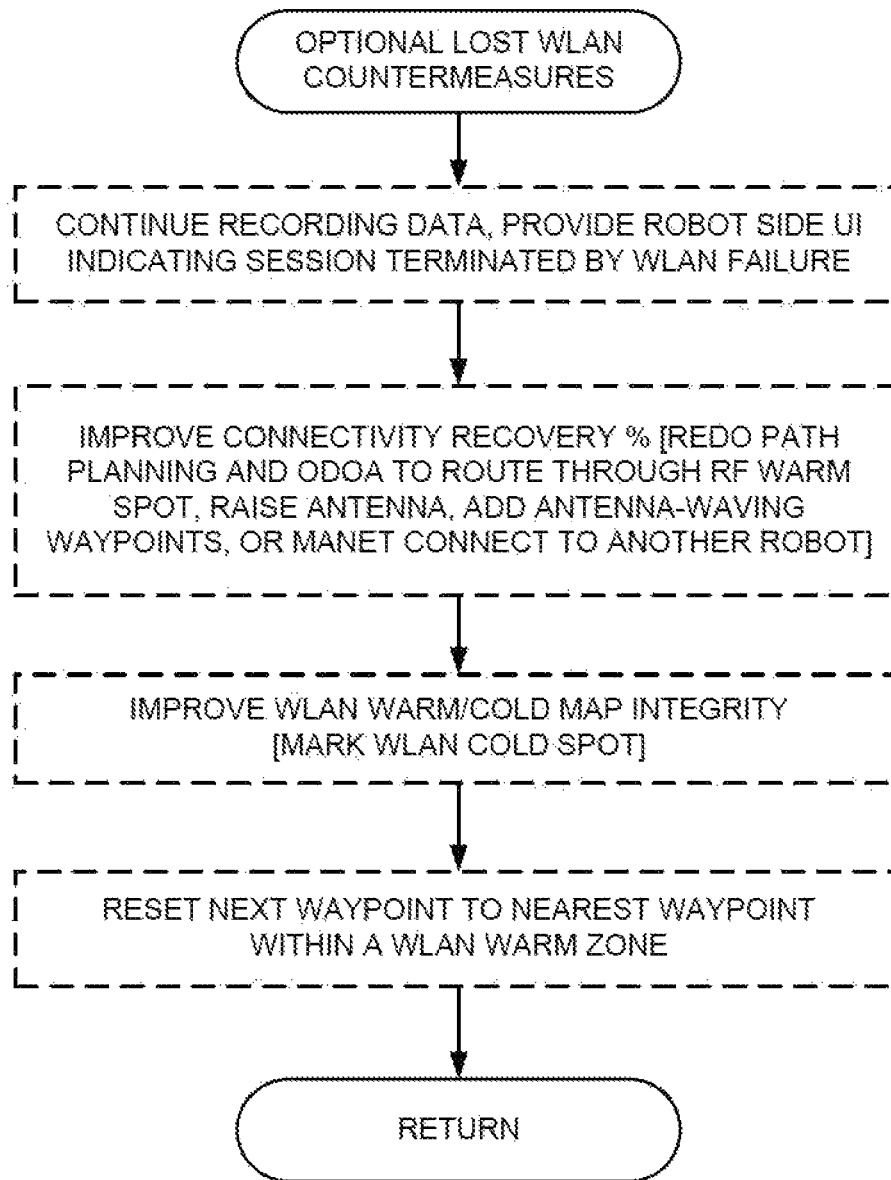 OPTIONAL LOST WLAN
COUNTERMEASURES
CONTINUE RECORDING DATA, PROVIDE ROBOT SIDE UI
INDICATING SESSION TERMINATED BY WLAN FAILURE
IMPROVE CONNECTIVITY RECOVERY % [REDO PATH
PLANNING AND ODOA TO ROUTE THROUGH RF WARM
SPOT, RAISE ANTENNA, ADD ANTENNA-WAVING
WAYPOINTS, OR MANET CONNECT TO ANOTHER ROBOT]
IMPROVE WLAN WARM/COLD MAP INTEGRITY
[MARK WLAN COLD SPOT]
RESET NEXT WAYPOINT TO NEAREST WAYPOINT
WITHIN A WLAN WARM ZONE
RETURN